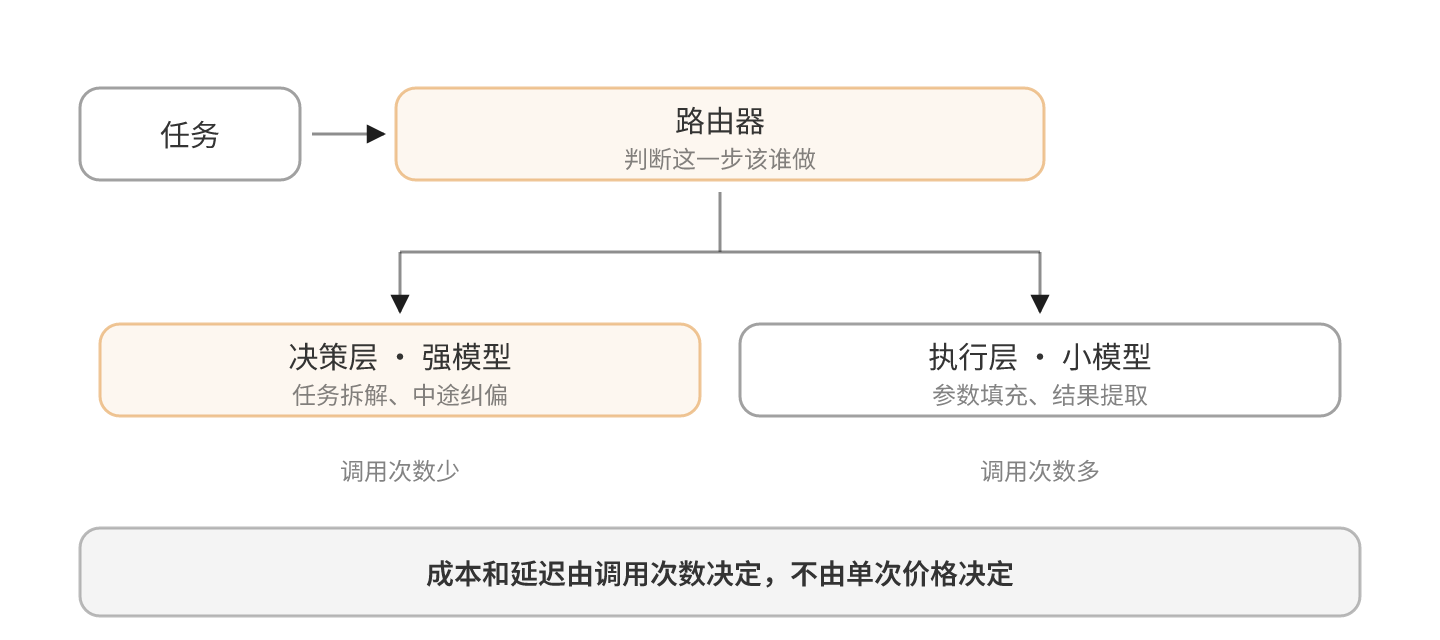 任务
路由器
判断这一步该谁做
决策层 · 强模型
任务拆解、中途纠偏
执行层 · 小模型
参数填充、结果提取
调用次数少
调用次数多
成本和延迟由调用次数决定，不由单次价格决定